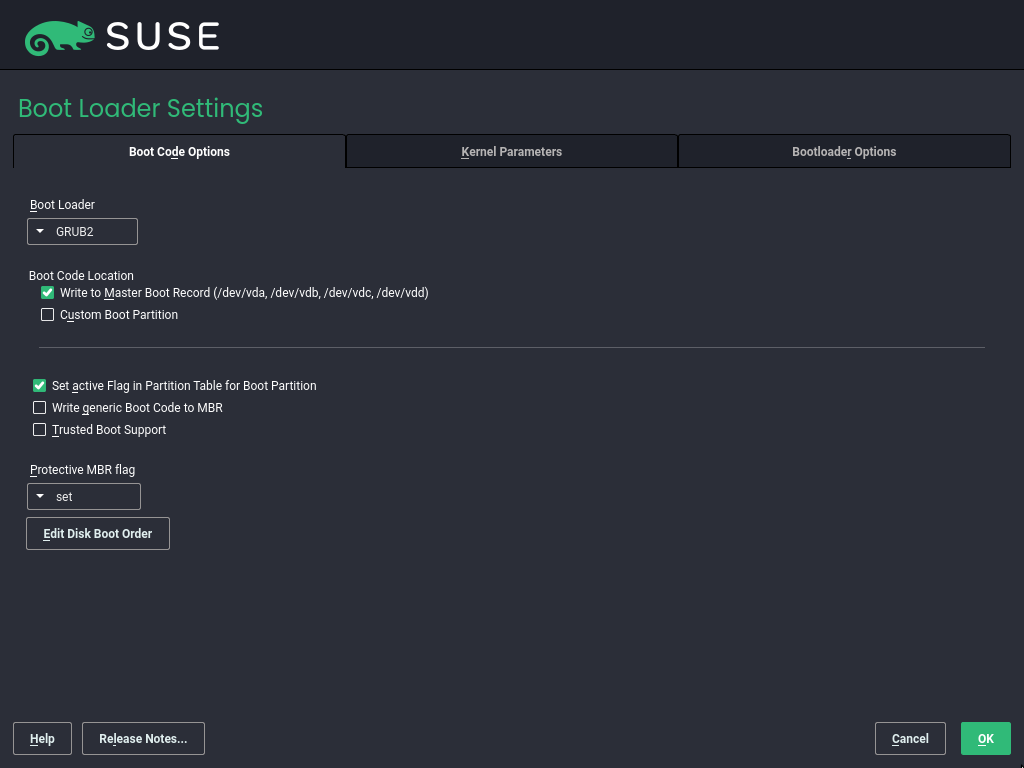 SUSE
Boot Loader Settings
Boot Code Options Kernel Parameters Bootloader Options
Boot Loader
GRUB2
Boot Code Location
Write to Master Boot Record (/dev/vda, /dev/vdb, /dev/vdc, /dev/vdd)
Custom Boot Partition
Set active Flag in Partition Table for Boot Partition
Write generic Boot Code to MBR
Trusted Boot Support
Protective MBR flag
set
Edit Disk Boot Order
Help Release Notes... Cancel OK